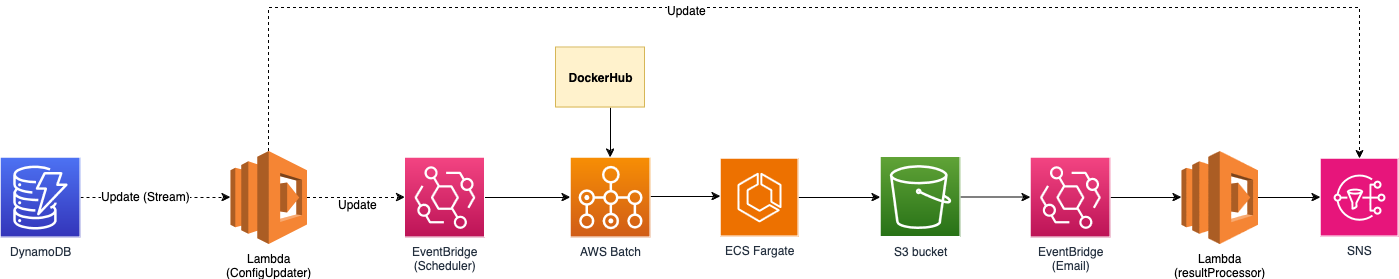 Update
DockerHub
Update (Stream)
Update
DynamoDB
Lambda
(ConfigUpdater)
EventBridge
(Scheduler)
AWS Batch
ECS Fargate
S3 bucket
EventBridge
(Email)
Lambda
(resultProcessor)
SNS